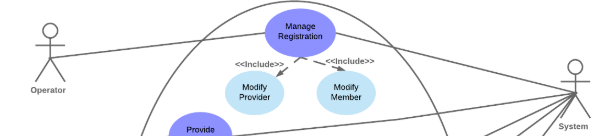 Manage
Registration
<<Include>>
<<Include>>
Modify
Provider
Modify
Member
Operator
System
Provide